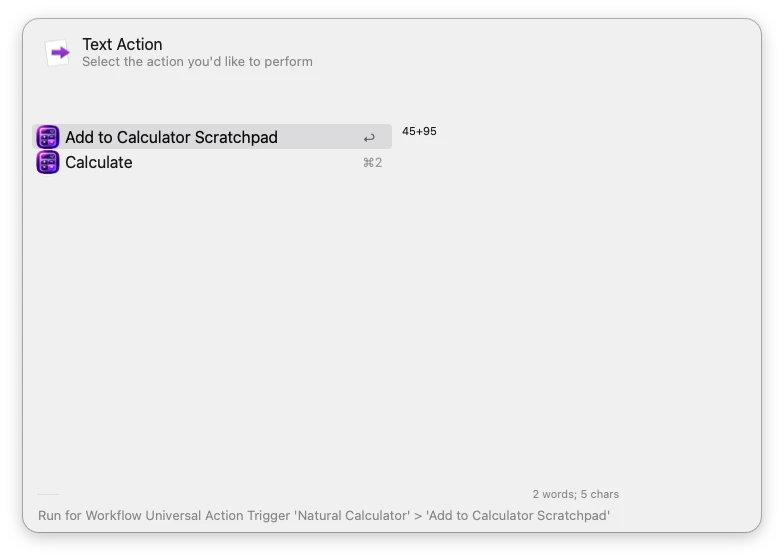 Text Action
Select the action you'd like to perform
Add to Calculator Scratchpad ↩
45+95
Calculate ⌘2
2 words; 5 chars
Run for Workflow Universal Action Trigger 'Natural Calculator' > 'Add to Calculator Scratchpad'